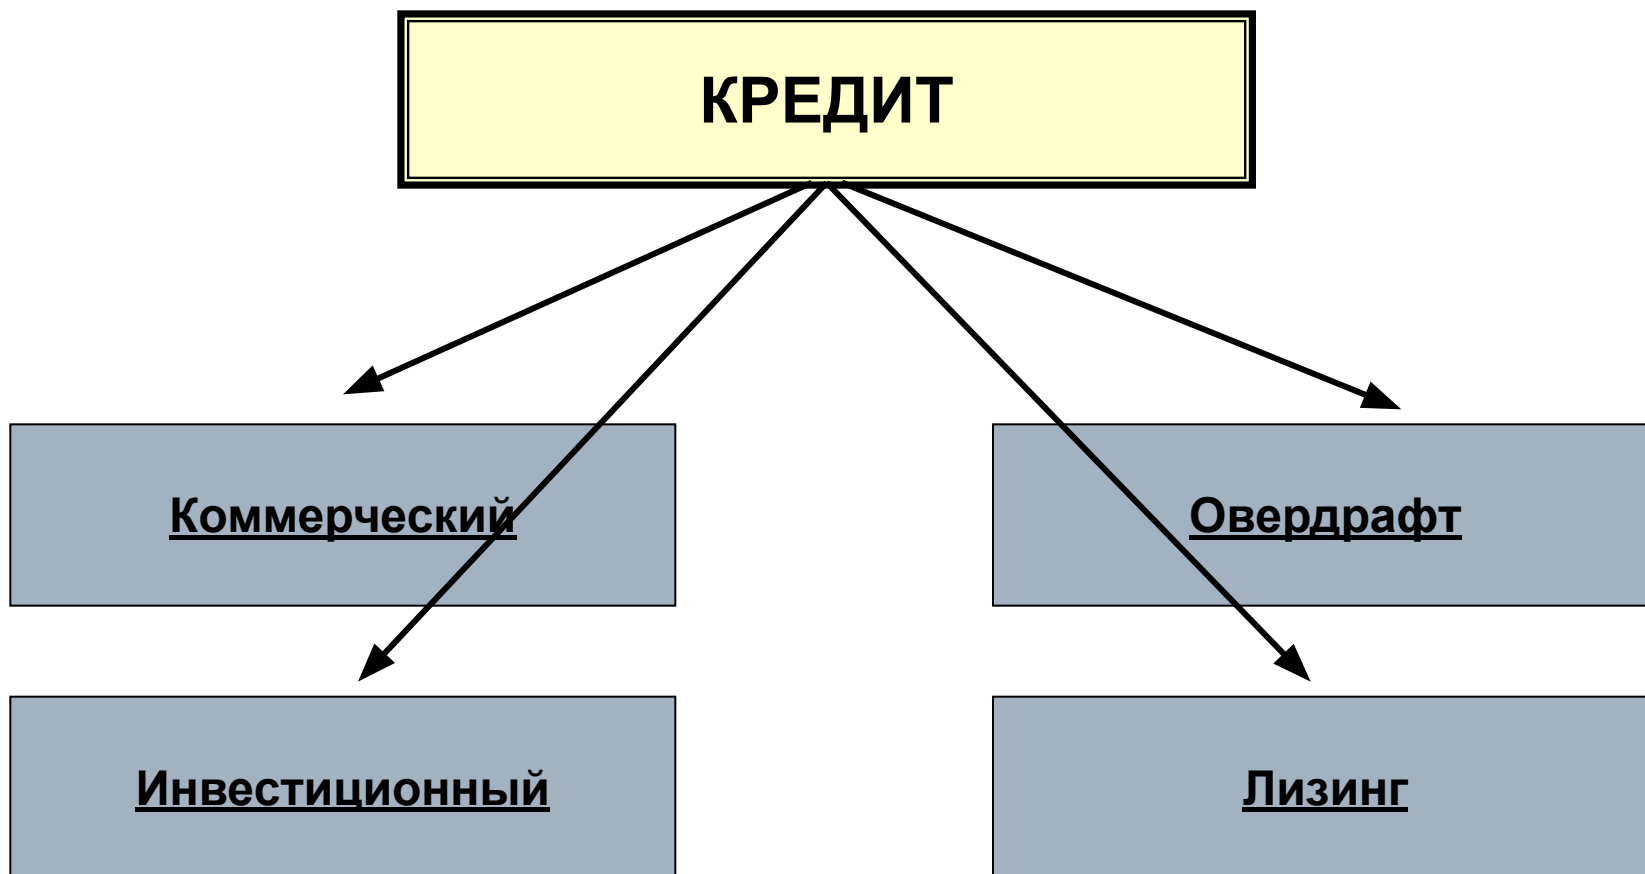 КРЕДИТ
Коммерческий
Овердрафт
Инвестиционный
Лизинг